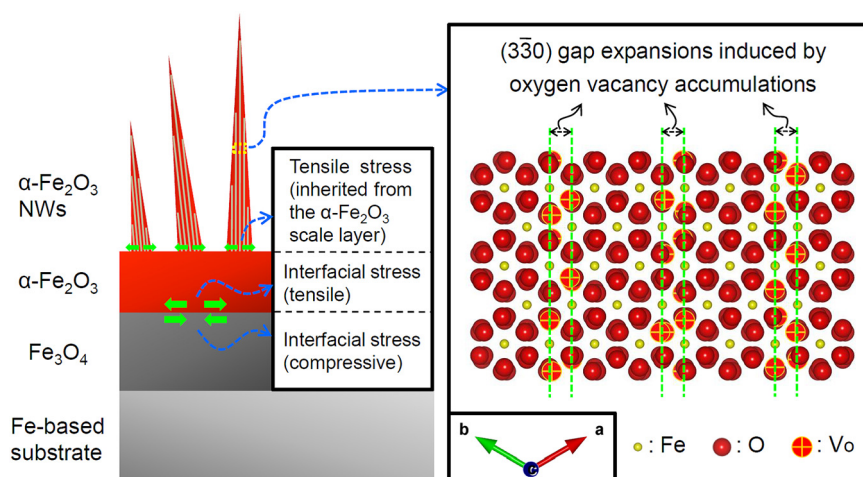 α-Fe₂O₃
NWs
α-Fe₂O₃
Fe₃O₄
Fe-based
substrate
Tensile stress
(inherited from
the α-Fe₂O₃
scale layer)
Interfacial stress
(tensile)
Interfacial stress
(compressive)
(33̄0) gap expansions induced by
oxygen vacancy accumulations
b
a
c
: Fe
: O
: Vo